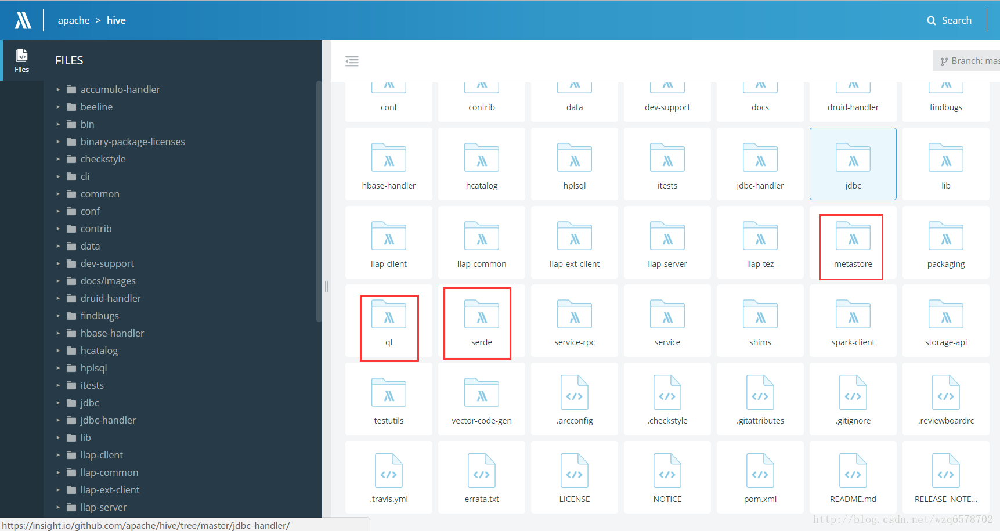 apache > hive
Search
Files
FILES
Branch: mas
accumulo-handler
beeline
bin
binary-package-licenses
checkstyle
cli
common
conf
contrib
data
dev-support
docs/images
druid-handler
findbugs
hbase-handler
hcatalog
hplsql
itests
jdbc
jdbc-handler
lib
llap-client
llap-common
llap-ext-client
llap-server
conf contrib data dev-support docs druid-handler findbugs
hbase-handler hcatalog hplsql itests jdbc-handler jdbc lib
llap-client llap-common llap-ext-client llap-server llap-tez metastore packaging
ql serde service-rpc service shims spark-client storage-api
testutils vector-code-gen .arcconfig .checkstyle .gitattributes .gitignore .reviewboardrc
.travis.yml errata.txt LICENSE NOTICE pom.xml README.md RELEASE_NOTE...
https://insight.io/github.com/apache/hive/tree/master/jdbc-handler/
http://blog.csdn.net/wzq6578702